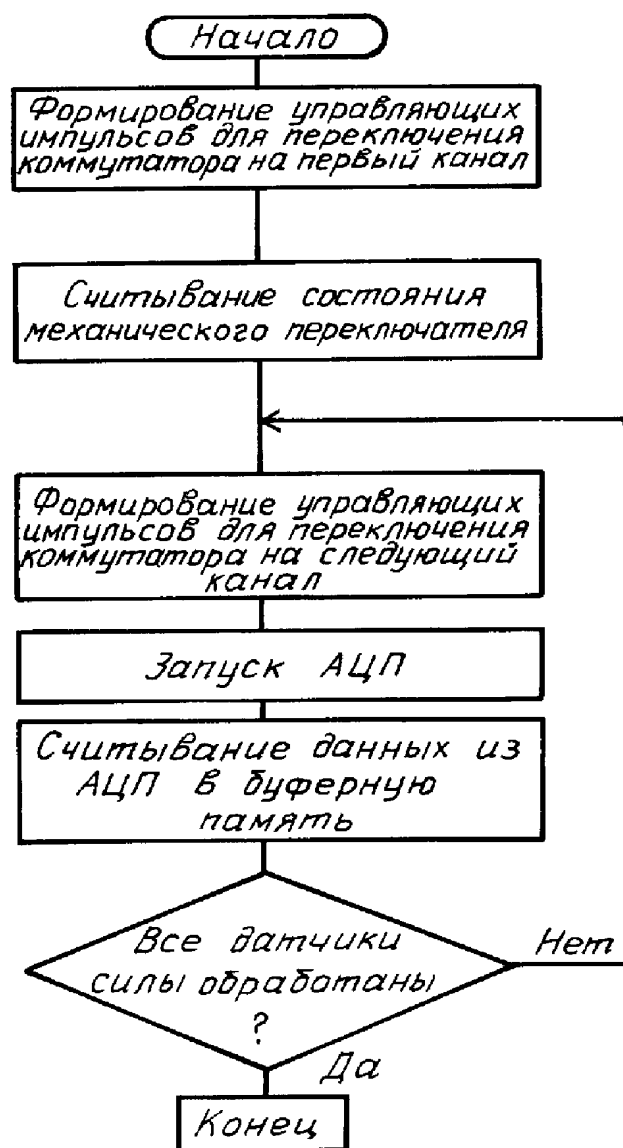 Начало
Формирование управляющих
импульсов для переключения
коммутатора на первый канал
Считывание состояния
механического переключателя
Формирование управляющих
импульсов для переключения
коммутатора на следующий
канал
Запуск АЦП
Считывание данных из
АЦП в буферную
память
Все датчики
силы обработаны
?
Нет
Да
Конец